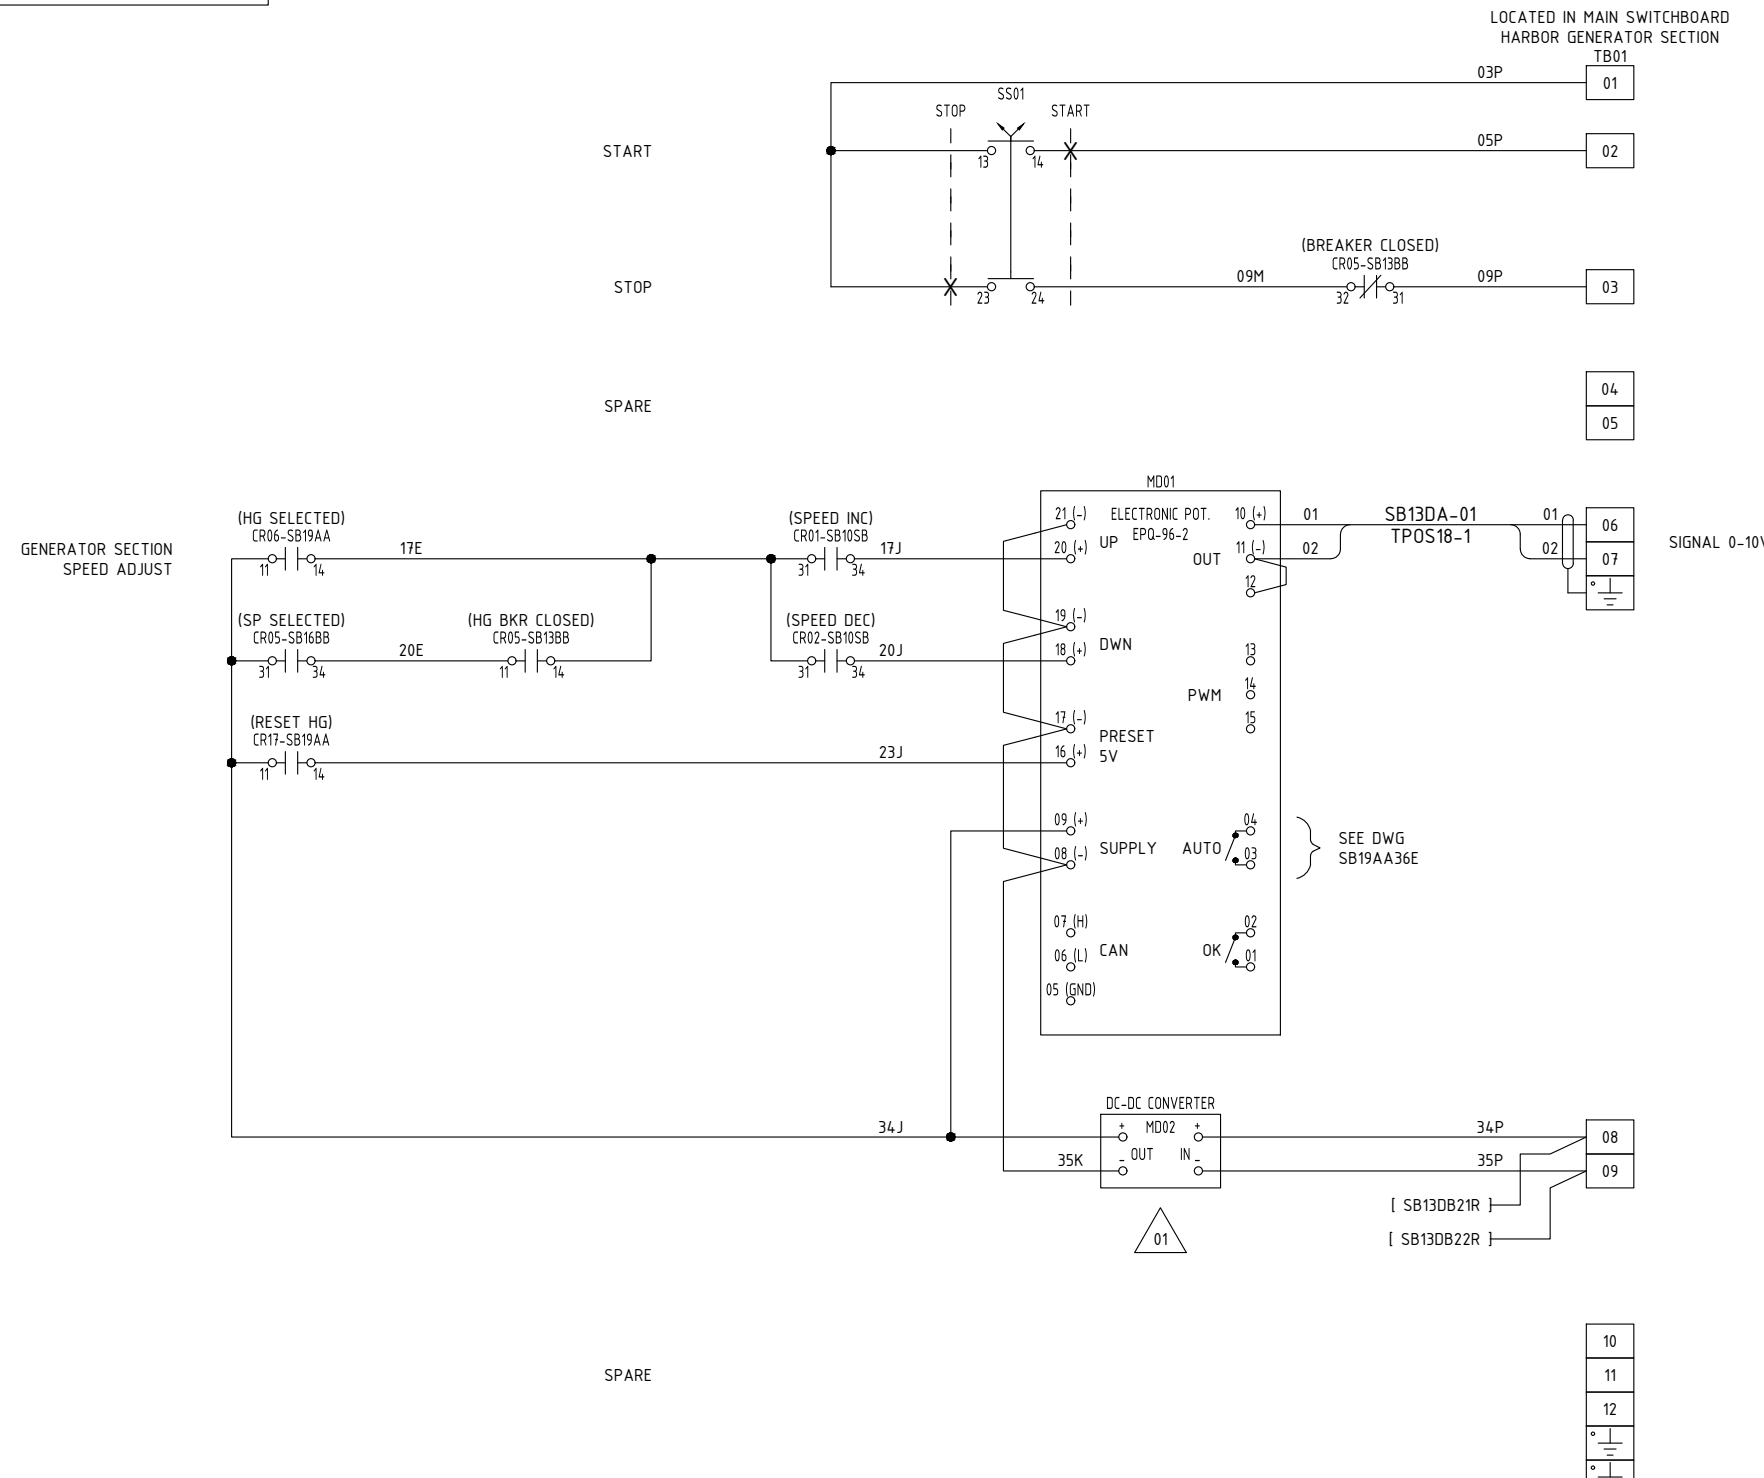 LOCATED IN MAIN SWITCHBOARD
HARBOR GENERATOR SECTION
TB01
03P
01
SS01
STOP
START
START
13
14
05P
02
(BREAKER CLOSED)
CR05-SB13BB
STOP
23
24
09M
32
31
09P
03
SPARE
04
05
MD01
(HG SELECTED)
CR06-SB19AA
(SPEED INC)
CR01-SB10SB
21 (-)
ELECTRONIC POT.
EPQ-96-2
10 (+)
01
SB13DA-01
TPOS18-1
01
06
GENERATOR SECTION
SPEED ADJUST
11
14
17E
31
34
17J
20 (+)
UP
OUT
11 (-)
02
02
07
SIGNAL 0-10V
12
(SP SELECTED)
CR05-SB16BB
(HG BKR CLOSED)
CR05-SB13BB
(SPEED DEC)
CR02-SB10SB
19 (-)
DWN
31
34
20E
11
14
31
34
20J
18 (+)
13
PWM
14
(RESET HG)
CR17-SB19AA
17 (-)
15
PRESET
5V
11
14
23J
16 (+)
09 (+)
04
SUPPLY
AUTO
SEE DWG
SB19AA36E
08 (-)
03
07 (H)
02
CAN
OK
06 (L)
01
05 (GND)
DC-DC CONVERTER
34J
+
MD02
+
34P
08
35K
-
OUT
IN
-
35P
09
[ SB13DB21R ]
[ SB13DB22R ]
01
10
SPARE
11
12